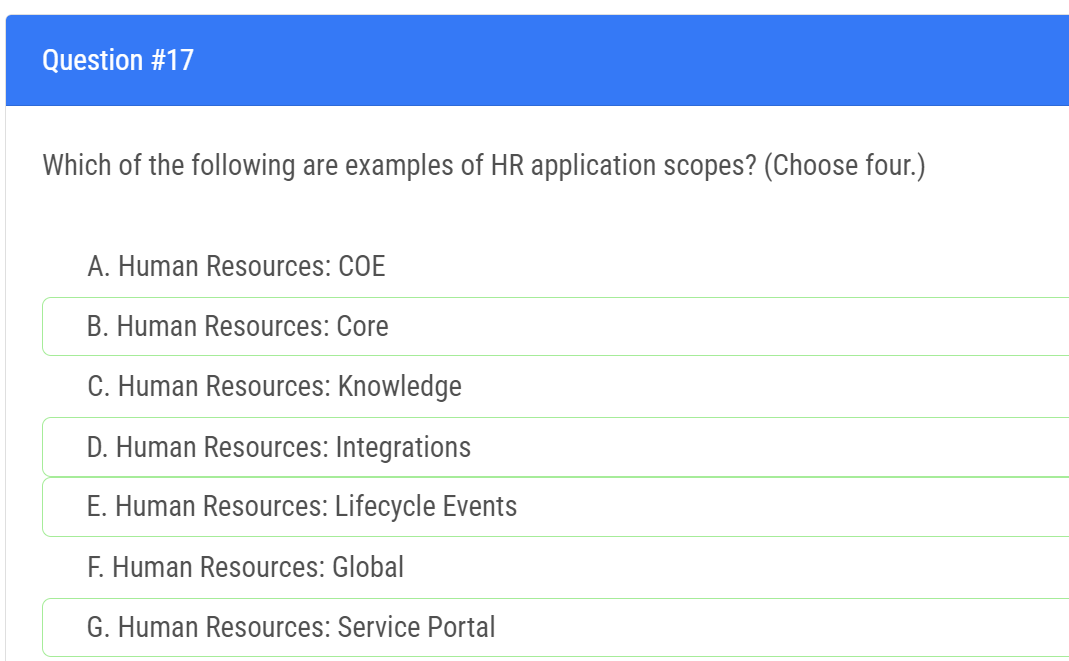 Question #17
Which of the following are examples of HR application scopes? (Choose four.)
A. Human Resources: COE
B. Human Resources: Core
C. Human Resources: Knowledge
D. Human Resources: Integrations
E. Human Resources: Lifecycle Events
F. Human Resources: Global
G. Human Resources: Service Portal